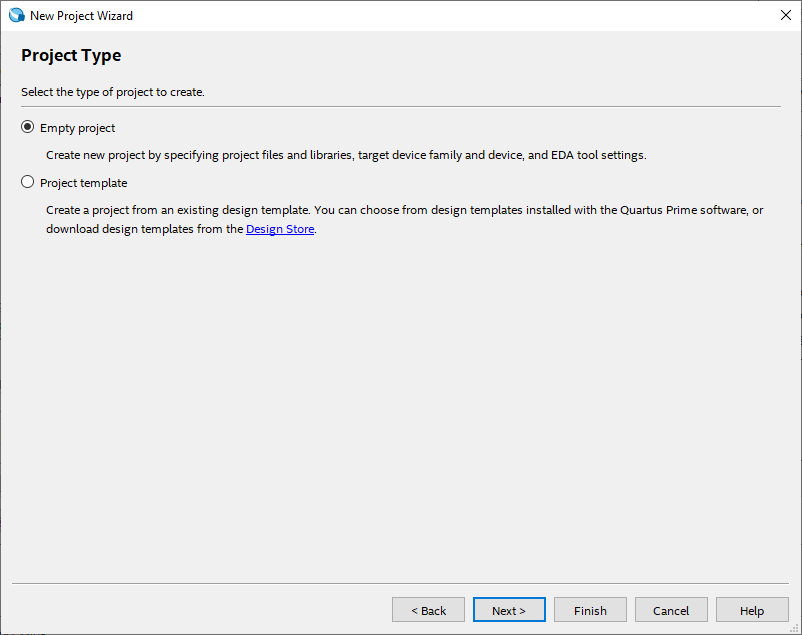 New Project Wizard
Project Type
Select the type of project to create.
Empty project
Create new project by specifying project files and libraries, target device family and device, and EDA tool settings.
Project template
Create a project from an existing design template. You can choose from design templates installed with the Quartus Prime software, or
download design templates from the Design Store.
< Back
Next >
Finish
Cancel
Help